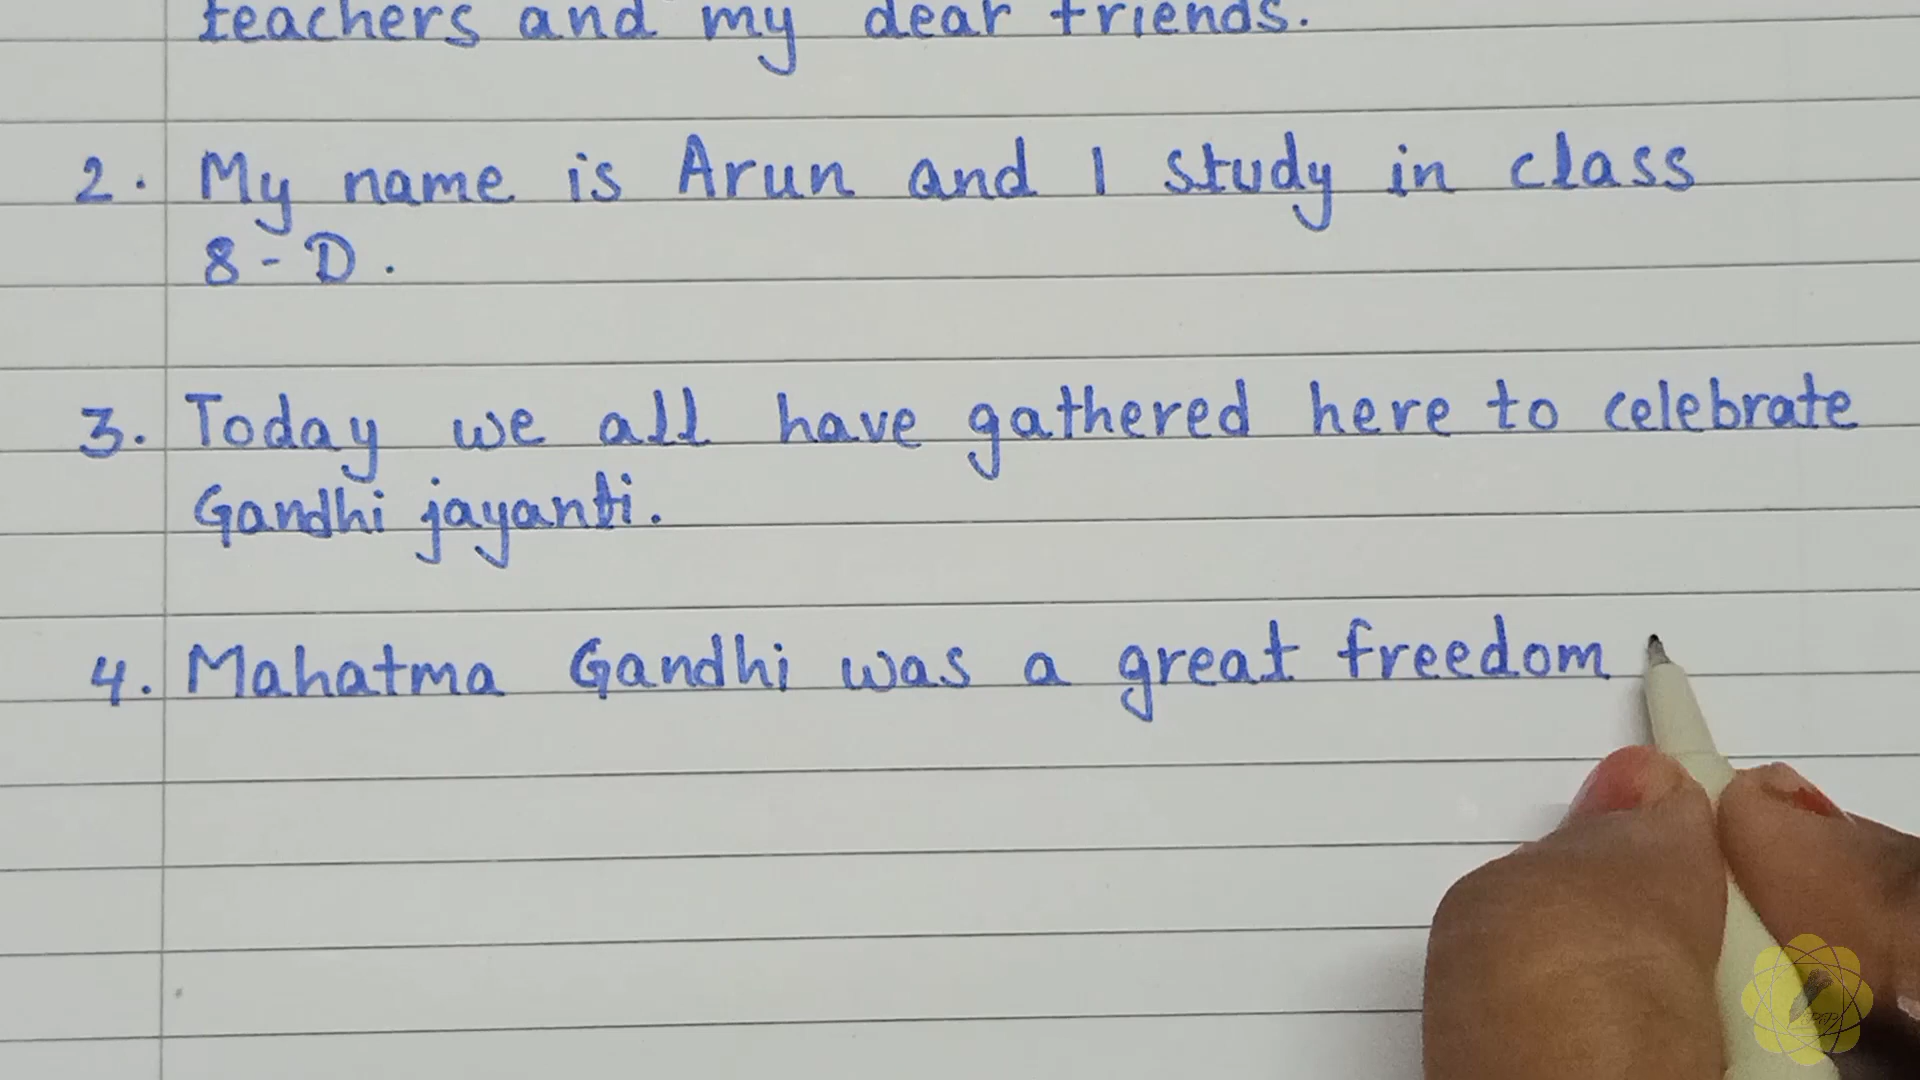 teachers and my dear friends.
2. My name is Arun and I study in class
8-D.
3. Today we all have gathered here to celebrate
Gandhi jayanti.
4. Mahatma Gandhi was a great freedom